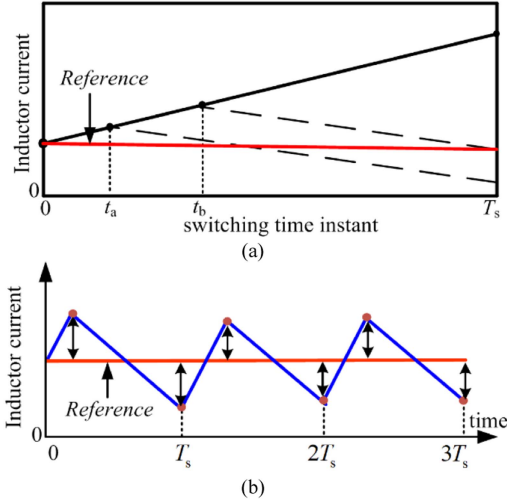 Inductor current
Reference
0
0
t_a
t_b
T_s
switching time instant
(a)
Inductor current
Reference
time
0
0
T_s
2T_s
3T_s
(b)